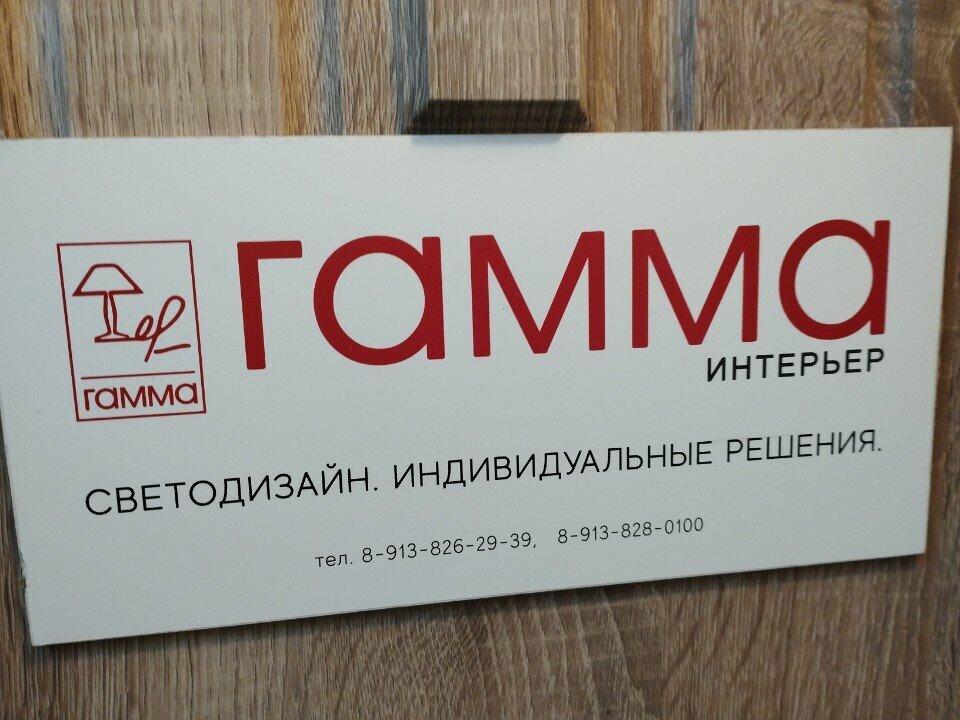 гамма
гамма
ИНТЕРЬЕР
СВЕТОДИЗАЙН. ИНДИВИДУАЛЬНЫЕ РЕШЕНИЯ.
тел. 8-913-826-29-39, 8-913-828-0100